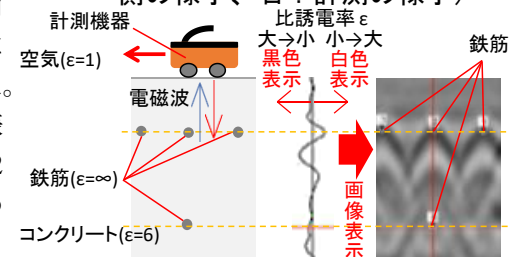 計測機器
空気(ε=1)
電磁波
鉄筋(ε=∞)
コンクリート(ε=6)
比誘電率 ε
大→小 小→大
黒色 白色
表示 表示
画像表示
鉄筋